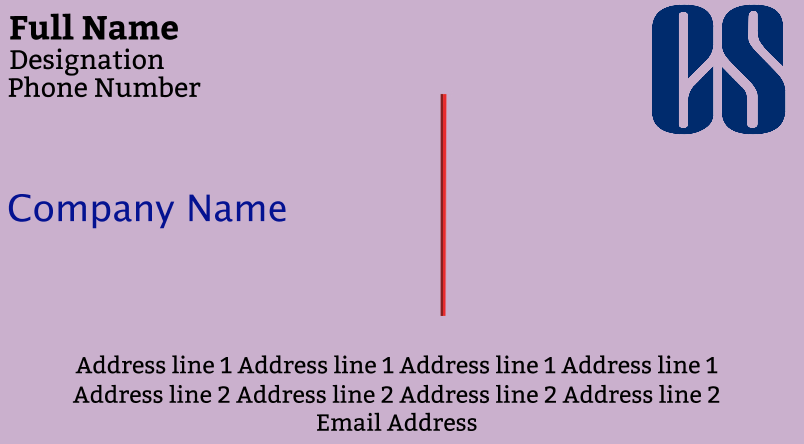 Full Name
Designation
Phone Number
CS
Company Name
Address line 1 Address line 1 Address line 1 Address line 1
Address line 2 Address line 2 Address line 2 Address line 2
Email Address